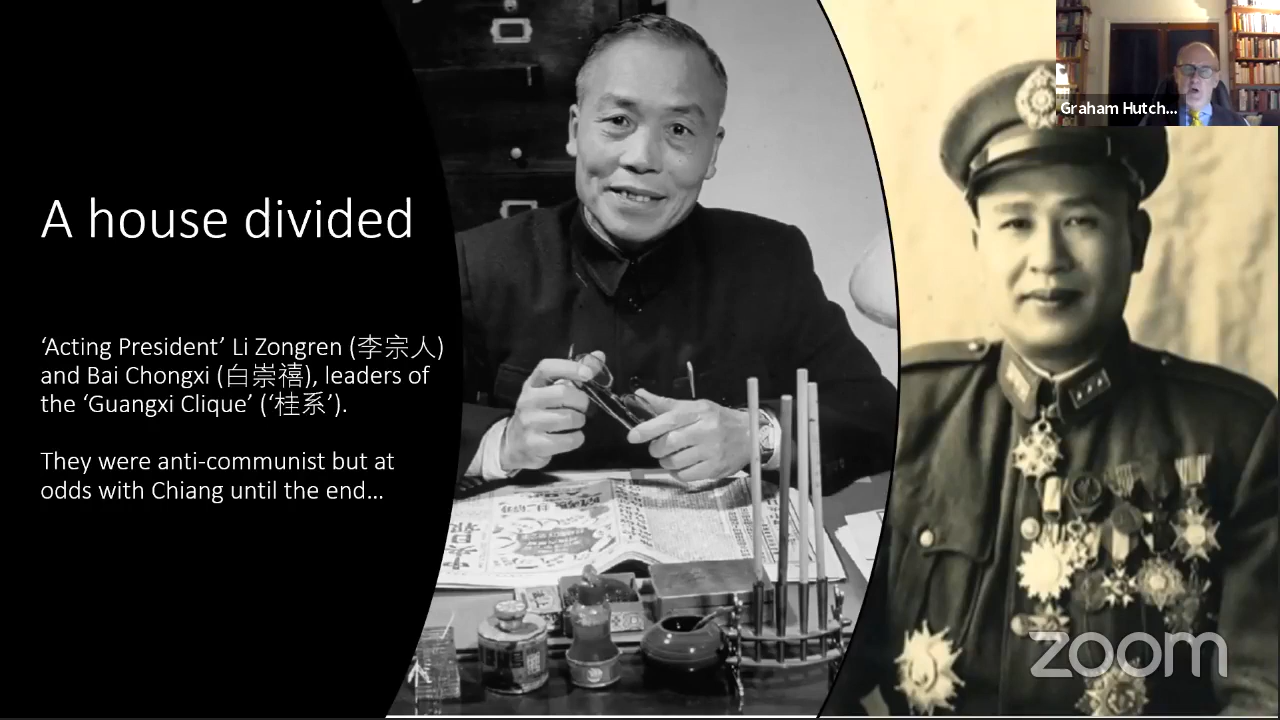 Graham Hutch...
A house divided
‘Acting President’ Li Zongren (李宗人)
and Bai Chongxi (白崇禧), leaders of
the ‘Guangxi Clique’ (‘桂系’).
They were anti-communist but at
odds with Chiang until the end…
zoom